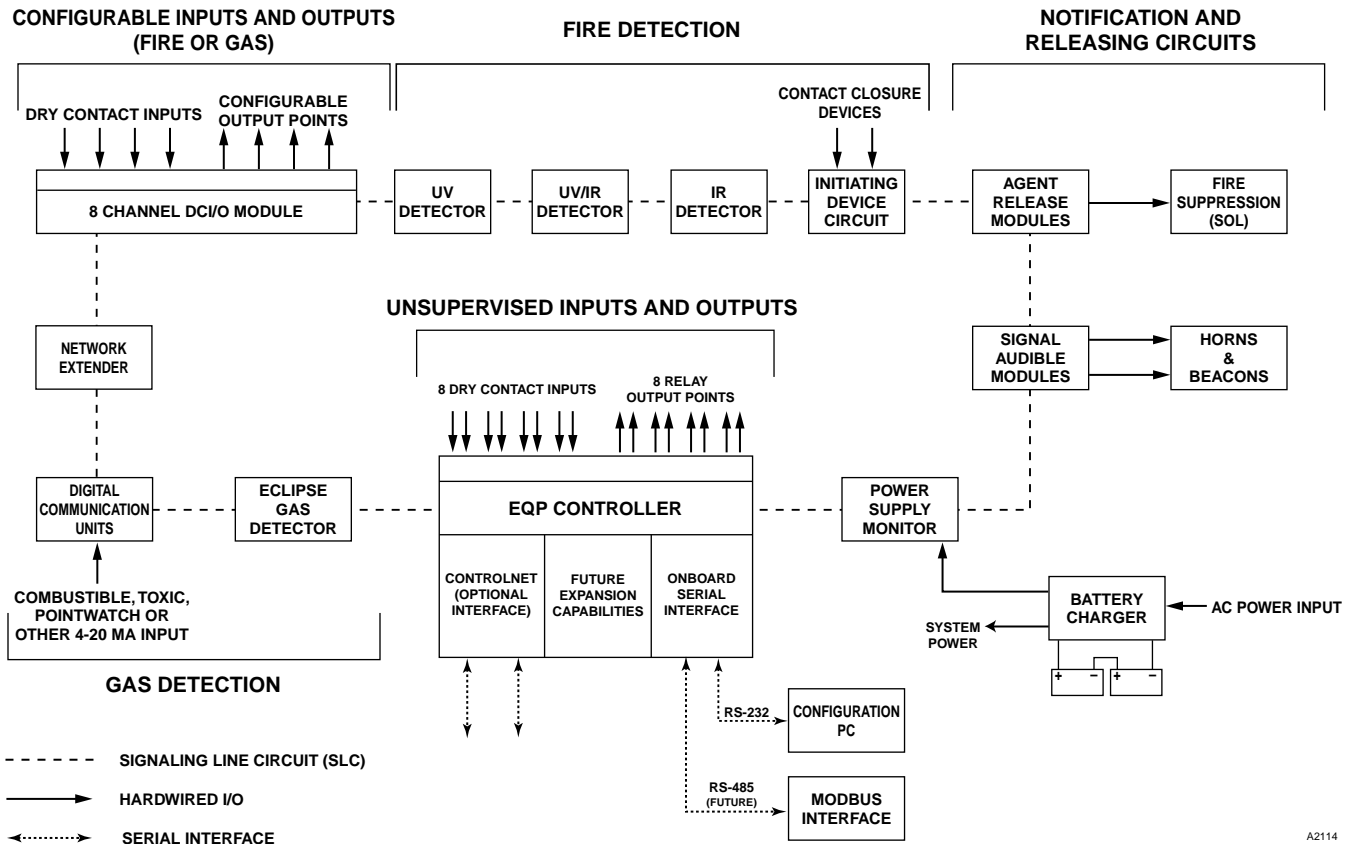 CONFIGURABLE INPUTS AND OUTPUTS
(FIRE OR GAS)
FIRE DETECTION
NOTIFICATION AND
RELEASING CIRCUITS
DRY CONTACT INPUTS
CONFIGURABLE
OUTPUT POINTS
CONTACT CLOSURE
DEVICES
8 CHANNEL DCI/O MODULE
UV
DETECTOR
UV/IR
DETECTOR
IR
DETECTOR
INITIATING
DEVICE
CIRCUIT
AGENT
RELEASE
MODULES
FIRE
SUPPRESSION
(SOL)
UNSUPERVISED INPUTS AND OUTPUTS
NETWORK
EXTENDER
SIGNAL
AUDIBLE
MODULES
HORNS
&
BEACONS
8 DRY CONTACT INPUTS
8 RELAY
OUTPUT POINTS
DIGITAL
COMMUNICATION
UNITS
ECLIPSE
GAS
DETECTOR
EQP CONTROLLER
POWER
SUPPLY
MONITOR
CONTROLNET
(OPTIONAL
INTERFACE)
FUTURE
EXPANSION
CAPABILITIES
ONBOARD
SERIAL
INTERFACE
COMBUSTIBLE, TOXIC,
POINTWATCH OR
OTHER 4-20 MA INPUT
BATTERY
CHARGER
AC POWER INPUT
SYSTEM
POWER
+ − + −
GAS DETECTION
RS-232
CONFIGURATION
PC
SIGNALING LINE CIRCUIT (SLC)
RS-485
(FUTURE)
MODBUS
INTERFACE
HARDWIRED I/O
SERIAL INTERFACE
A2114